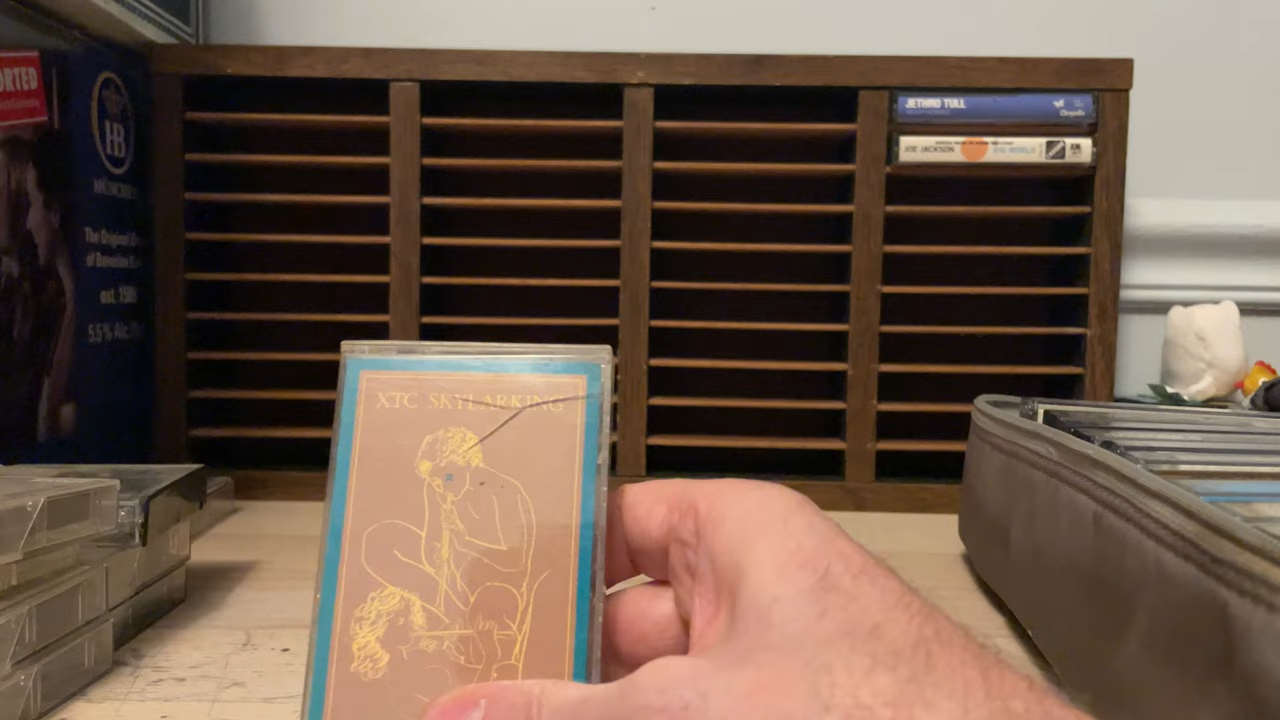 ORTED
HB
The Original
of Bavarian
est. 1589
5.5% Alc.
JETHRO TULL
Chrysalis
JOE JACKSON
BIG WORLD
XTC SKYLARKING